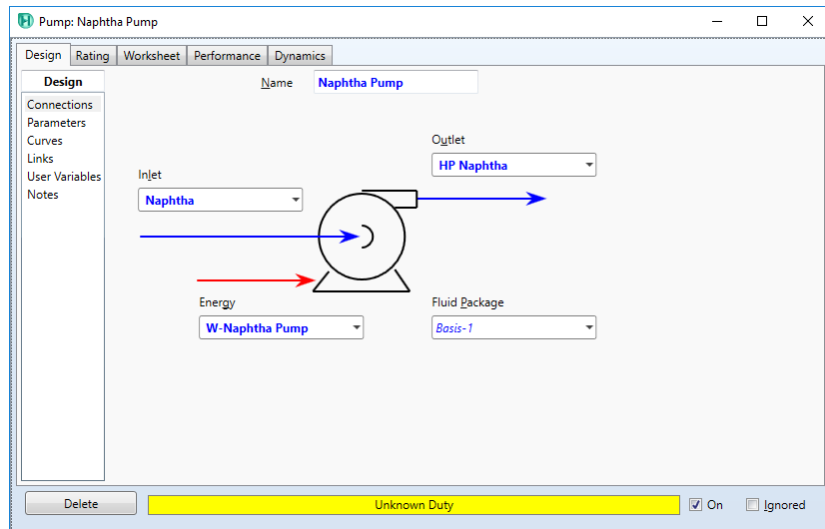 Pump: Naphtha Pump
Design Rating Worksheet Performance Dynamics
Design
Connections
Parameters
Curves
Links
User Variables
Notes
Name Naphtha Pump
Outlet
HP Naphtha
Inlet
Naphtha
Energy
W-Naphtha Pump
Fluid Package
Basis-1
Delete Unknown Duty On Ignored